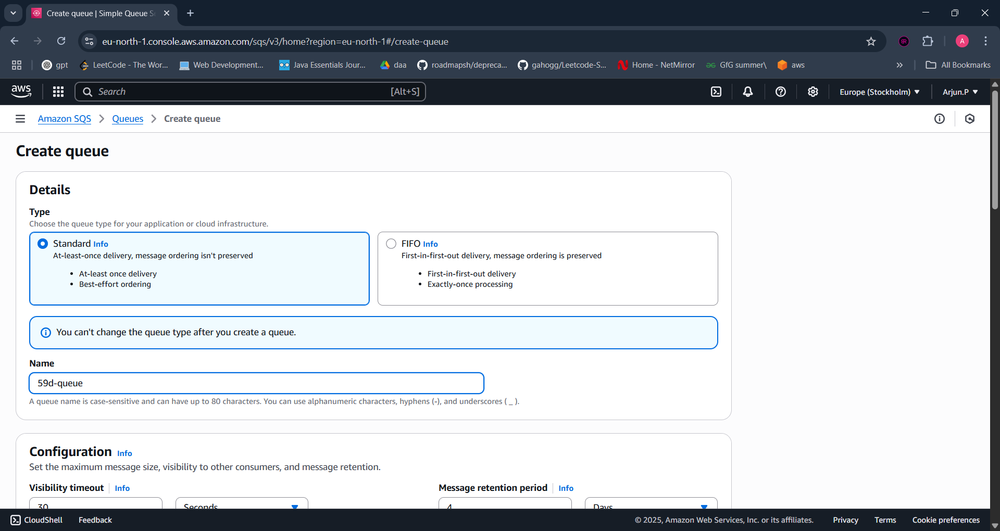 Create queue | Simple Queue S
eu-north-1.console.aws.amazon.com/sqs/v3/home?region=eu-north-1#/create-queue
A
gpt
LeetCode - The Wor...
Web Development...
Java Essentials Jour...
daa
roadmapsh/depreca...
gahogg/Leetcode-S...
Home - NetMirror
GfG summer\
aws
All Bookmarks
aws
Search
[Alt+S]
Europe (Stockholm)
Arjun.P
Amazon SQS
Queues
Create queue
Create queue
Details
Type
Choose the queue type for your application or cloud infrastructure.
Standard Info
At-least-once delivery, message ordering isn't preserved
• At-least once delivery
• Best-effort ordering
FIFO Info
First-in-first-out delivery, message ordering is preserved
• First-in-first-out delivery
• Exactly-once processing
You can't change the queue type after you create a queue.
Name
59d-queue
A queue name is case-sensitive and can have up to 80 characters. You can use alphanumeric characters, hyphens (-), and underscores ( _ ).
Configuration Info
Set the maximum message size, visibility to other consumers, and message retention.
Visibility timeout
Info
30
Seconds
Message retention period
Info
4
Days
CloudShell
Feedback
© 2025, Amazon Web Services, Inc. or its affiliates.
Privacy
Terms
Cookie preferences